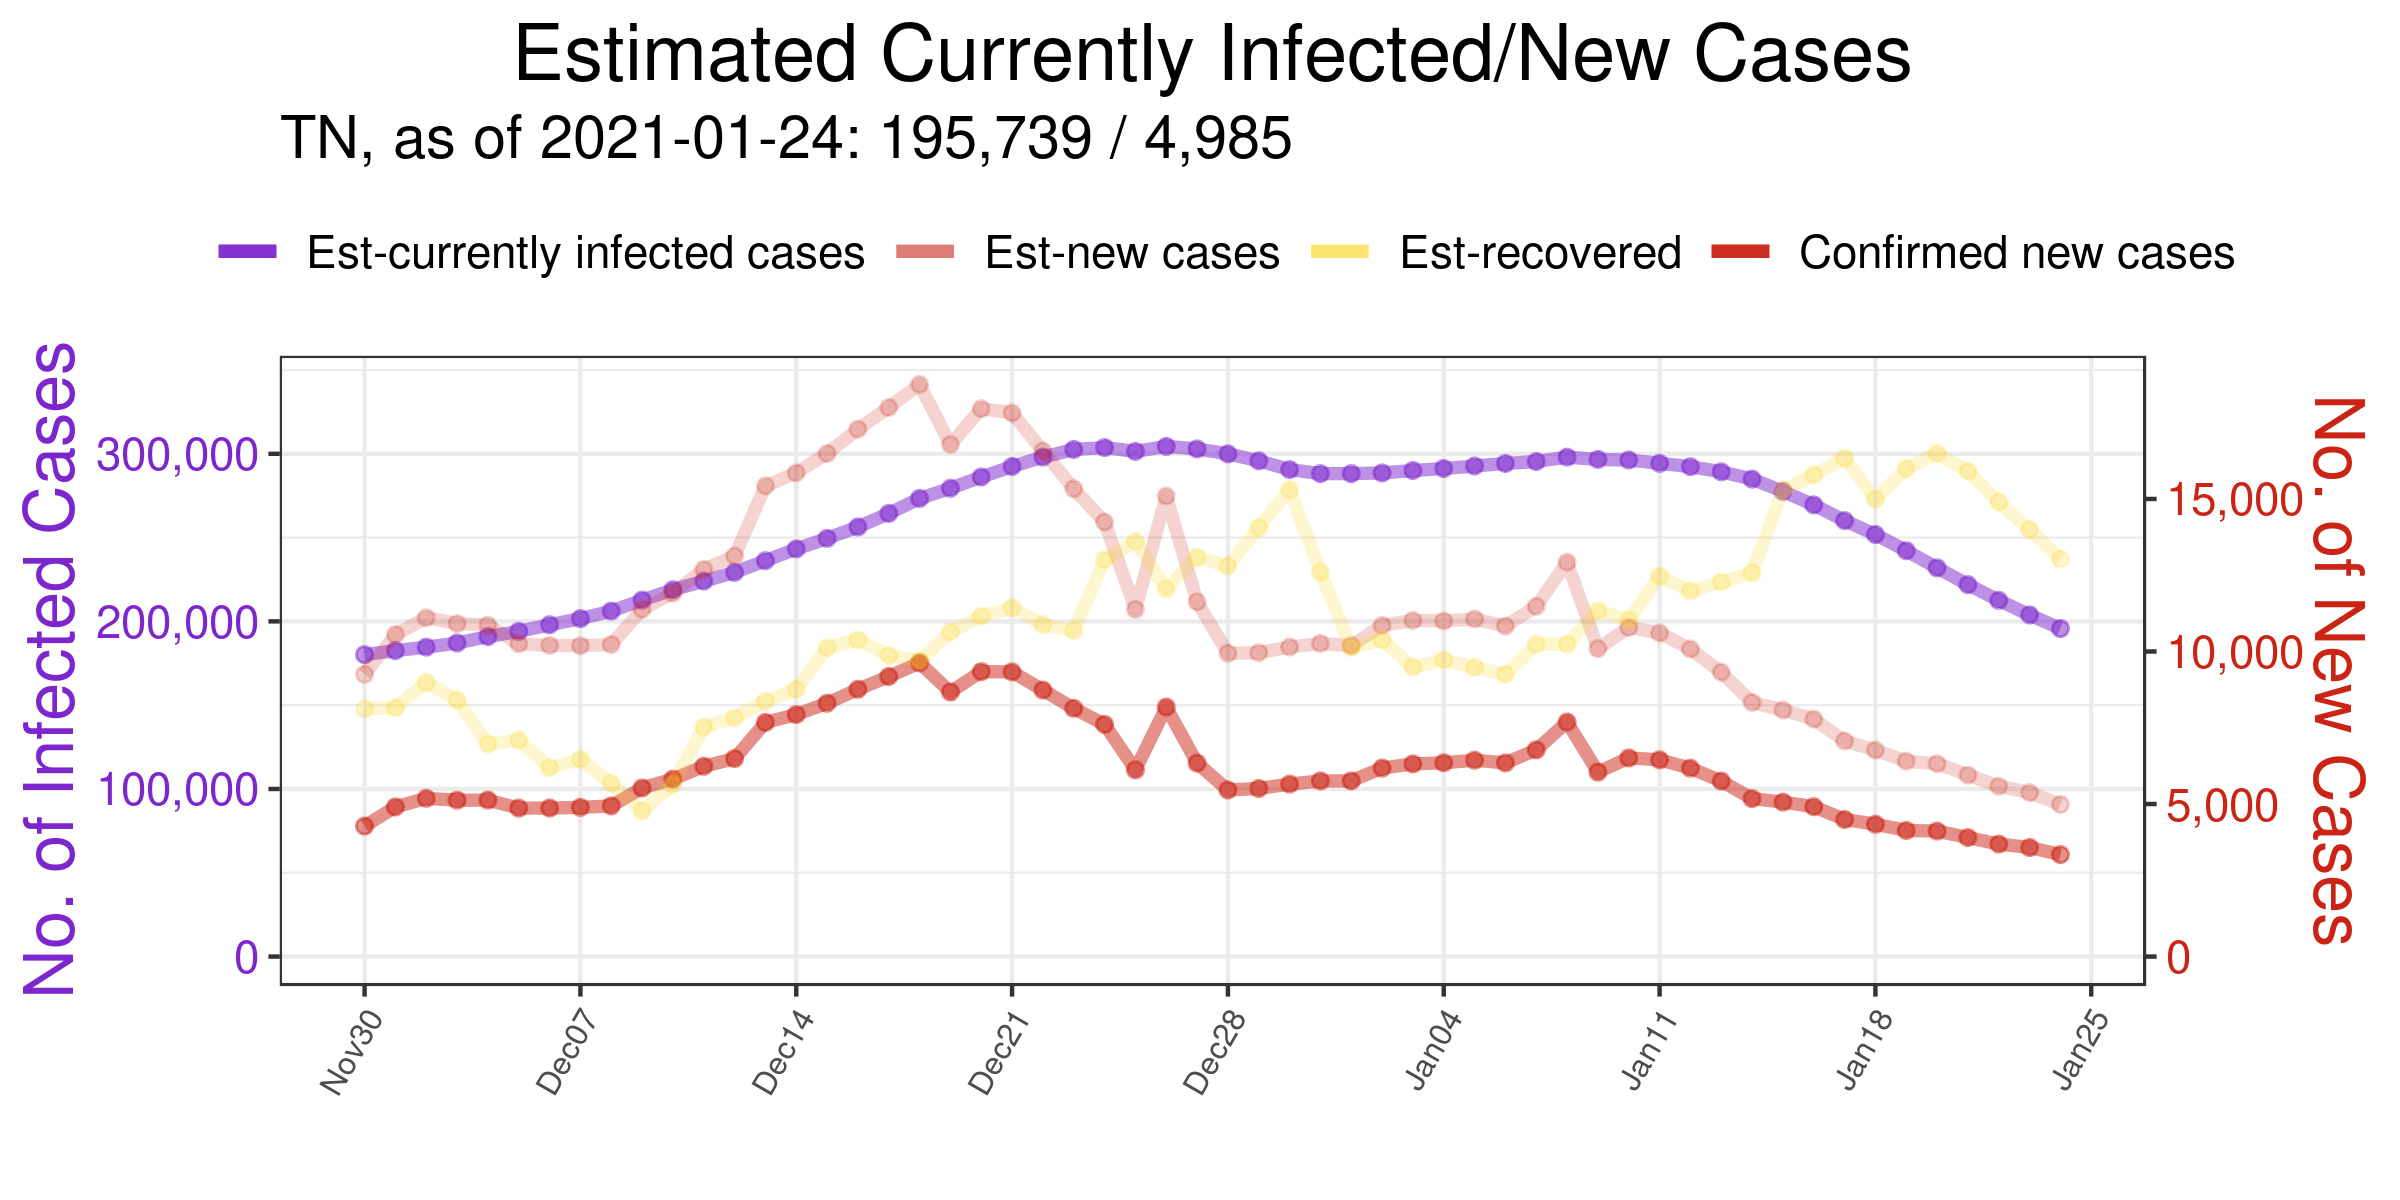 Estimated Currently Infected/New Cases
TN, as of 2021-01-24: 195,739 / 4,985
Est-currently infected cases Est-new cases Est-recovered Confirmed new cases
No. of Infected Cases
300,000
200,000
100,000
0
15,000
10,000
5,000
0
No. of New Cases
Nov30 Dec07 Dec14 Dec21 Dec28 Jan04 Jan11 Jan18 Jan25